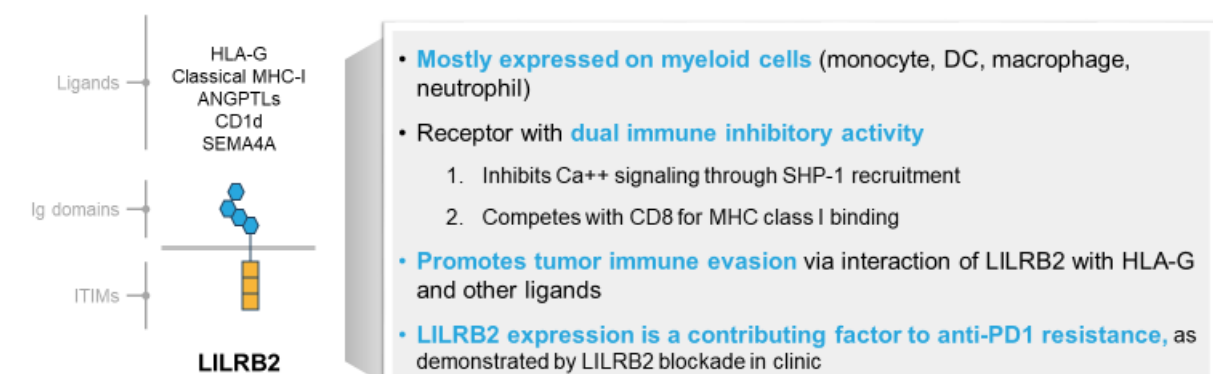 Ligands
HLA-G
Classical MHC-I
ANGPTLs
CD1d
SEMA4A
Ig domains
ITIMs
LILRB2
• Mostly expressed on myeloid cells (monocyte, DC, macrophage,
neutrophil)
• Receptor with dual immune inhibitory activity
1. Inhibits Ca++ signaling through SHP-1 recruitment
2. Competes with CD8 for MHC class I binding
• Promotes tumor immune evasion via interaction of LILRB2 with HLA-G
and other ligands
• LILRB2 expression is a contributing factor to anti-PD1 resistance, as
demonstrated by LILRB2 blockade in clinic